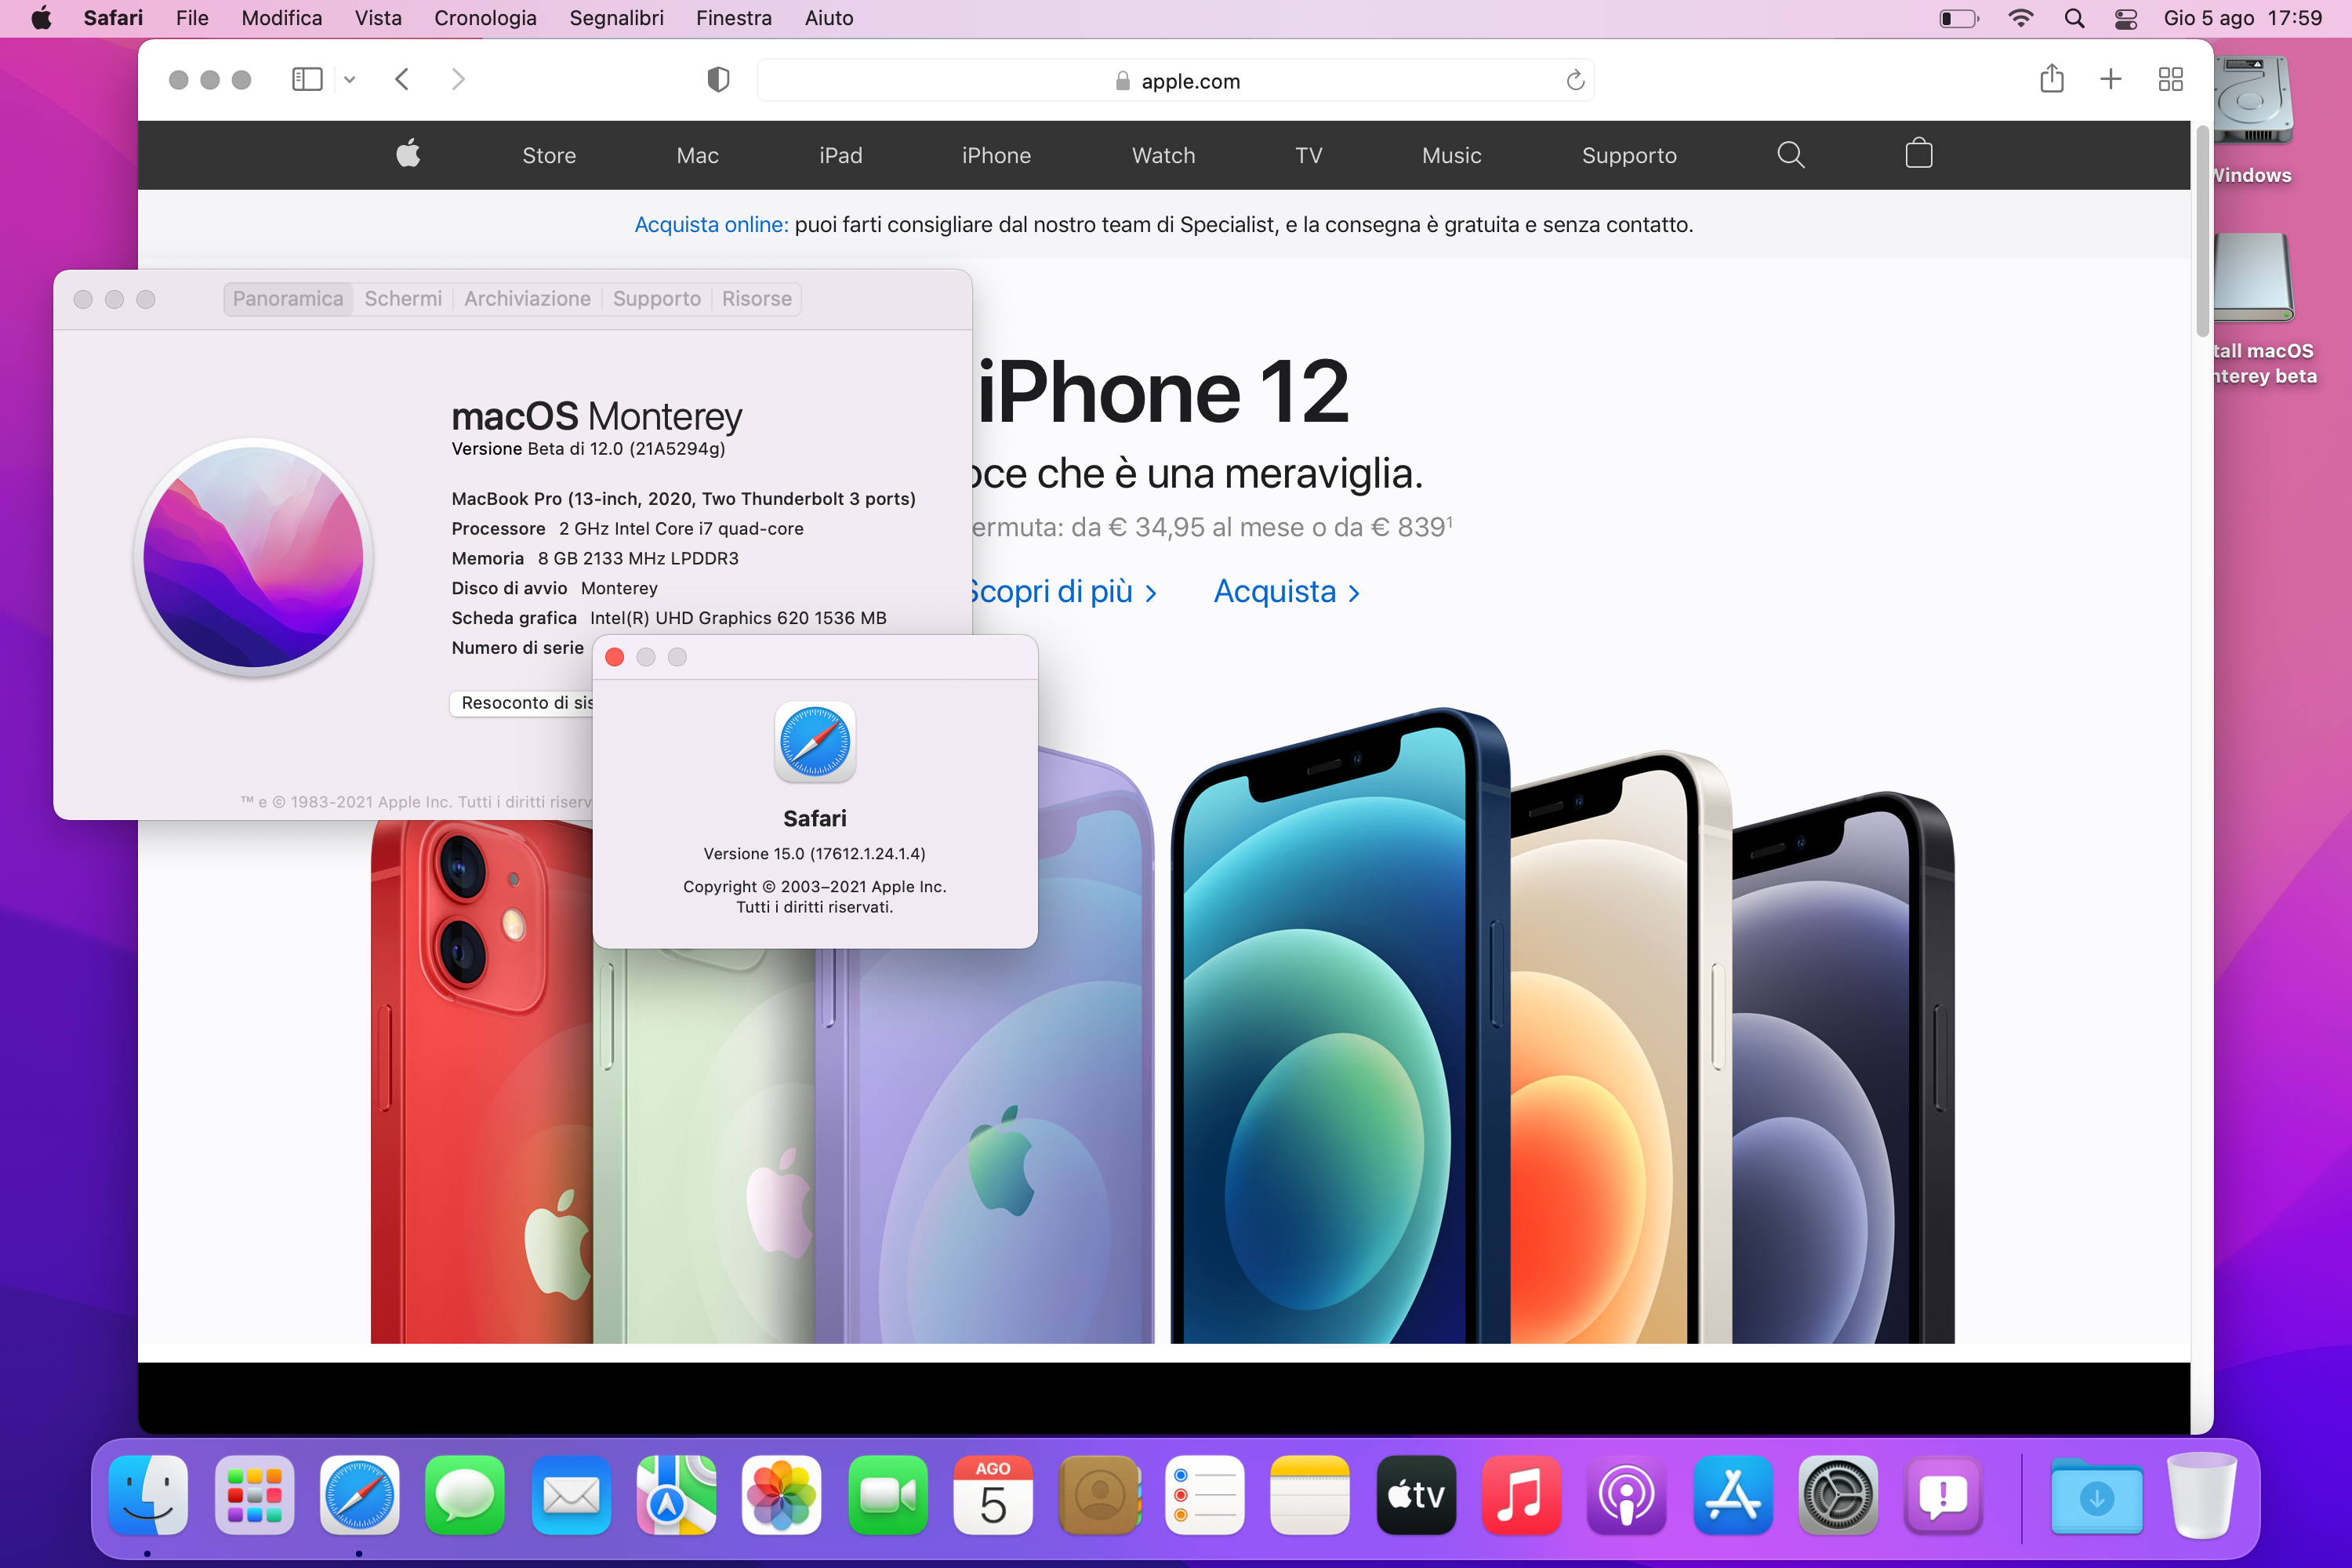 Safari File Modifica Vista Cronologia Segnalibri Finestra Aiuto Gio 5 ago 17:59
apple.com
Store Mac iPad iPhone Watch TV Music Supporto
Acquista online: puoi farti consigliare dal nostro team di Specialist, e la consegna è gratuita e senza contatto.
Windows
tall macOS
nterey beta
Panoramica Schermi Archiviazione Supporto Risorse
macOS Monterey
Versione Beta di 12.0 (21A5294g)
MacBook Pro (13-inch, 2020, Two Thunderbolt 3 ports)
Processore 2 GHz Intel Core i7 quad-core
Memoria 8 GB 2133 MHz LPDDR3
Disco di avvio Monterey
Scheda grafica Intel(R) UHD Graphics 620 1536 MB
Numero di serie
Resoconto di sis
™ e © 1983-2021 Apple Inc. Tutti i diritti riserv
iPhone 12
oce che è una meraviglia.
ermuta: da € 34,95 al mese o da € 839¹
Scopri di più > Acquista >
Safari
Versione 15.0 (17612.1.24.1.4)
Copyright © 2003–2021 Apple Inc.
Tutti i diritti riservati.
AGO
5
tv